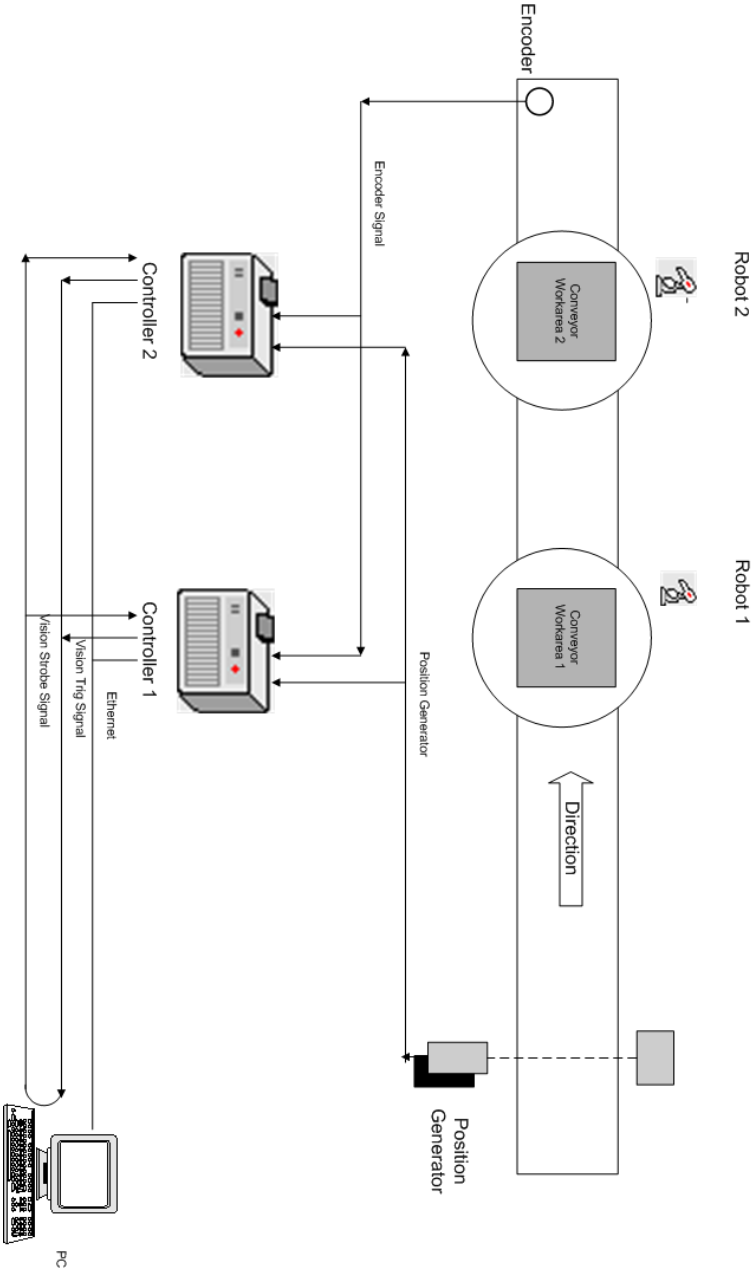 Robot 2
Robot 1
Conveyor
Workarea 2
Conveyor
Workarea 1
Direction
Encoder
Position
Generator
Position Generator
Encoder Signal
Controller 2
Controller 1
Ethernet
Vision Trig Signal
Vision Strobe Signal
PC